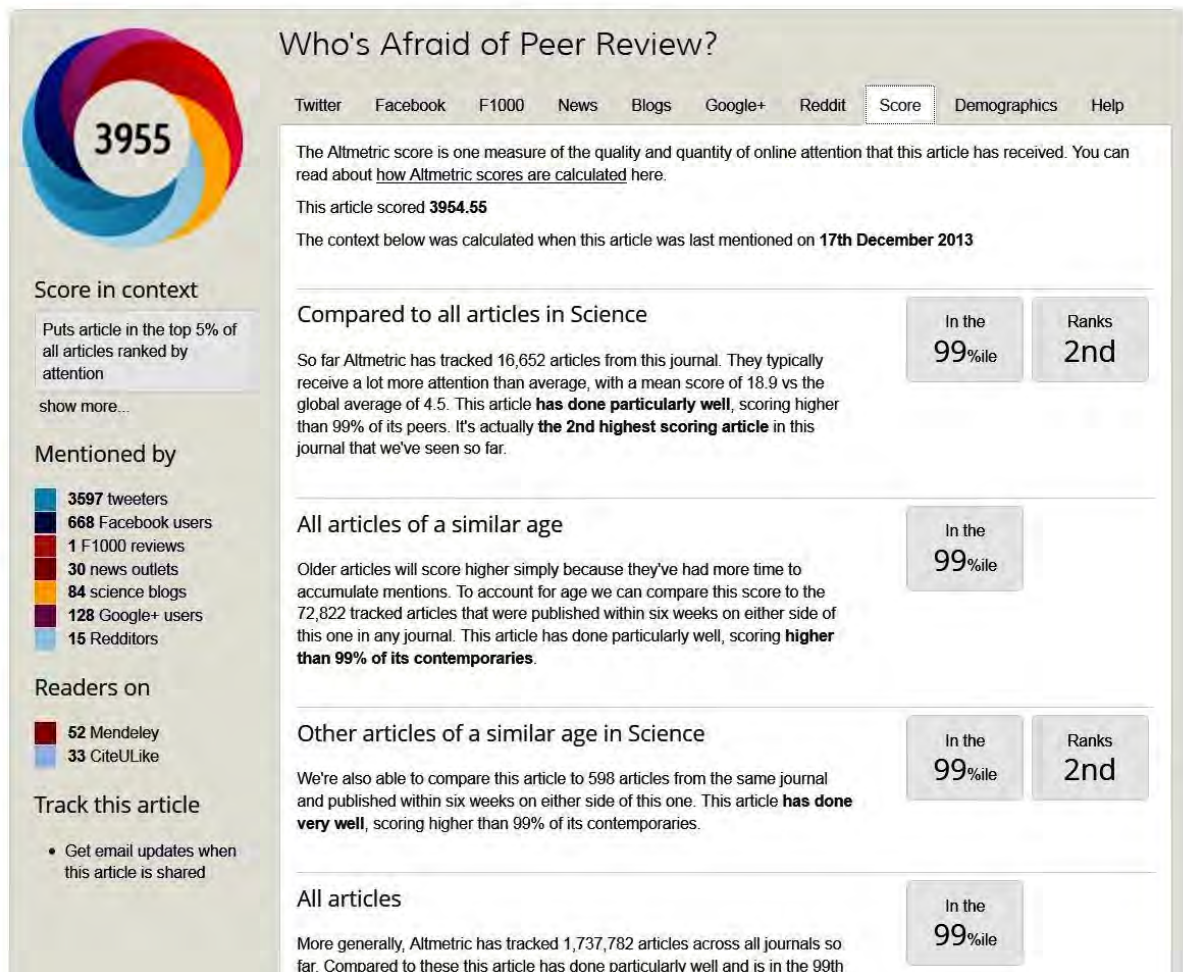 Who's Afraid of Peer Review?
3955
Twitter Facebook F1000 News Blogs Google+ Reddit Score Demographics Help
The Altmetric score is one measure of the quality and quantity of online attention that this article has received. You can
read about how Altmetric scores are calculated here.
This article scored 3954.55
The context below was calculated when this article was last mentioned on 17th December 2013
Score in context
Puts article in the top 5% of
all articles ranked by
attention
show more...
Mentioned by
3597 tweeters
668 Facebook users
1 F1000 reviews
30 news outlets
84 science blogs
128 Google+ users
15 Redditors
Readers on
52 Mendeley
33 CiteULike
Track this article
• Get email updates when
this article is shared
Compared to all articles in Science
So far Altmetric has tracked 16,652 articles from this journal. They typically
receive a lot more attention than average, with a mean score of 18.9 vs the
global average of 4.5. This article has done particularly well, scoring higher
than 99% of its peers. It's actually the 2nd highest scoring article in this
journal that we've seen so far.
In the
99%ile
Ranks
2nd
All articles of a similar age
Older articles will score higher simply because they've had more time to
accumulate mentions. To account for age we can compare this score to the
72,822 tracked articles that were published within six weeks on either side of
this one in any journal. This article has done particularly well, scoring higher
than 99% of its contemporaries.
In the
99%ile
Other articles of a similar age in Science
We're also able to compare this article to 598 articles from the same journal
and published within six weeks on either side of this one. This article has done
very well, scoring higher than 99% of its contemporaries.
In the
99%ile
Ranks
2nd
All articles
More generally, Altmetric has tracked 1,737,782 articles across all journals so
far. Compared to these this article has done particularly well and is in the 99th
In the
99%ile